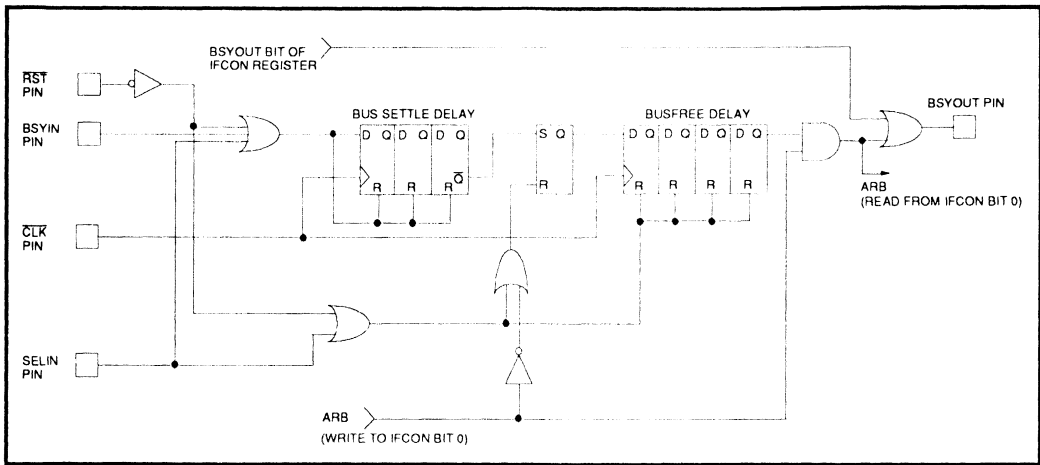 BSYOUT BIT OF
IFCON REGISTER
RST
PIN
BSYOUT PIN
BUS SETTLE DELAY
BUSFREE DELAY
BSYIN
PIN
D Q D Q D Q
S Q
D Q D Q D Q D Q
R R R Q
R
R R R R
ARB
(READ FROM IFCON BIT 0)
CLK
PIN
SELIN
PIN
ARB
(WRITE TO IFCON BIT 0)